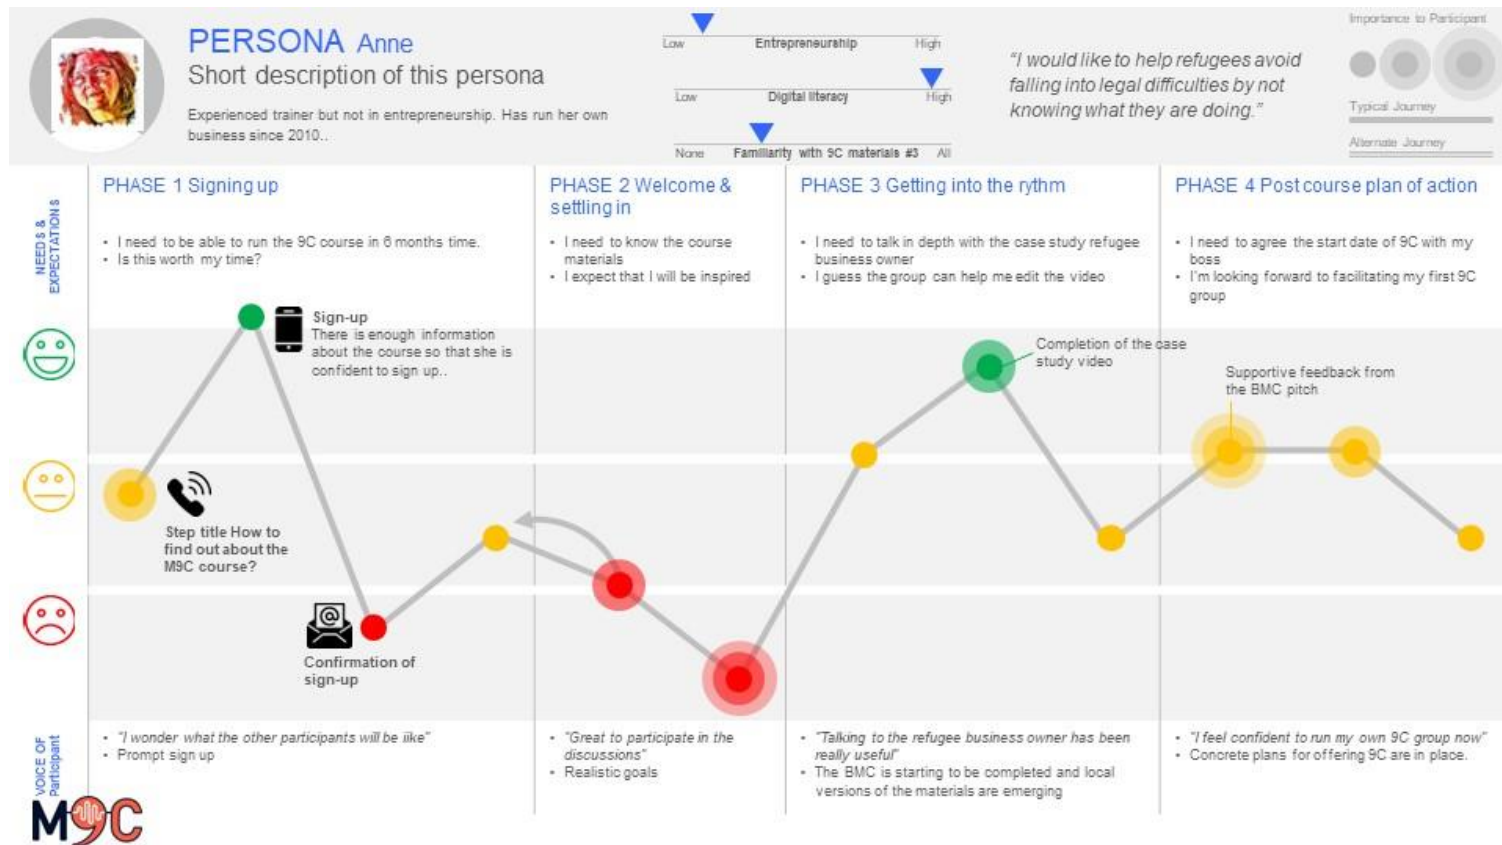 PERSONA Anne
Short description of this persona
Experienced trainer but not in entrepreneurship. Has run her own
business since 2010..
Low Entrepreneurship High
Low Digital literacy High
None Familiarity with 9C materials #3 All
"I would like to help refugees avoid
falling into legal difficulties by not
knowing what they are doing."
Importance to Participant
Typical Journey
Alternate Journey
NEEDS &
EXPECTATIONS
PHASE 1 Signing up
• I need to be able to run the 9C course in 6 months time.
• Is this worth my time?
PHASE 2 Welcome &
settling in
• I need to know the course
materials
• I expect that I will be inspired
PHASE 3 Getting into the rythm
• I need to talk in depth with the case study refugee
business owner
• I guess the group can help me edit the video
PHASE 4 Post course plan of action
• I need to agree the start date of 9C with my
boss
• I'm looking forward to facilitating my first 9C
group
Sign-up
There is enough information
about the course so that she is
confident to sign up..
Step title How to
find out about the
M9C course?
@
Confirmation of
sign-up
Completion of the case
study video
Supportive feedback from
the BMC pitch
VOICE OF
Participant
• "I wonder what the other participants will be like"
• Prompt sign up
• "Great to participate in the
discussions"
• Realistic goals
• "Talking to the refugee business owner has been
really useful"
• The BMC is starting to be completed and local
versions of the materials are emerging
• "I feel confident to run my own 9C group now"
• Concrete plans for offering 9C are in place.
M9C